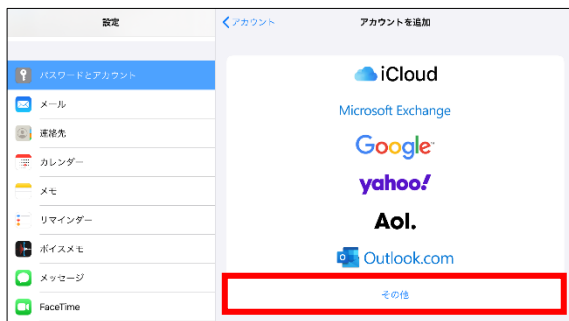 設定
パスワードとアカウント
メール
連絡先
カレンダー
メモ
リマインダー
ボイスメモ
メッセージ
FaceTime
アカウント
アカウントを追加
iCloud
Microsoft Exchange
Google
yahoo!
Aol.
Outlook.com
その他